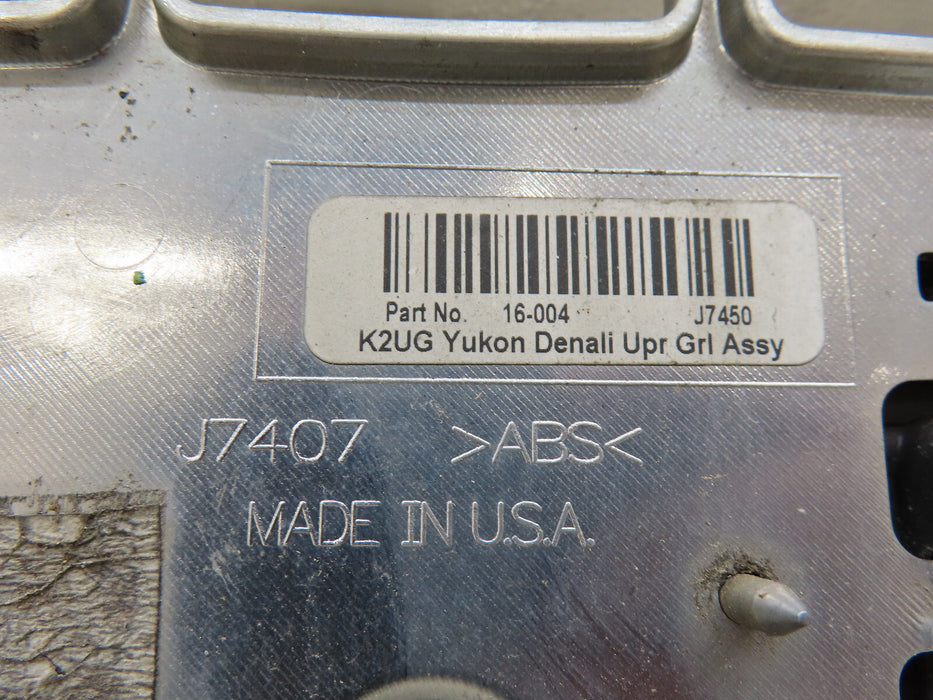 Part No. 16-004 J7450
K2UG Yukon Denali Upr Grl Assy
J7407 >ABS<
MADE IN U.S.A.